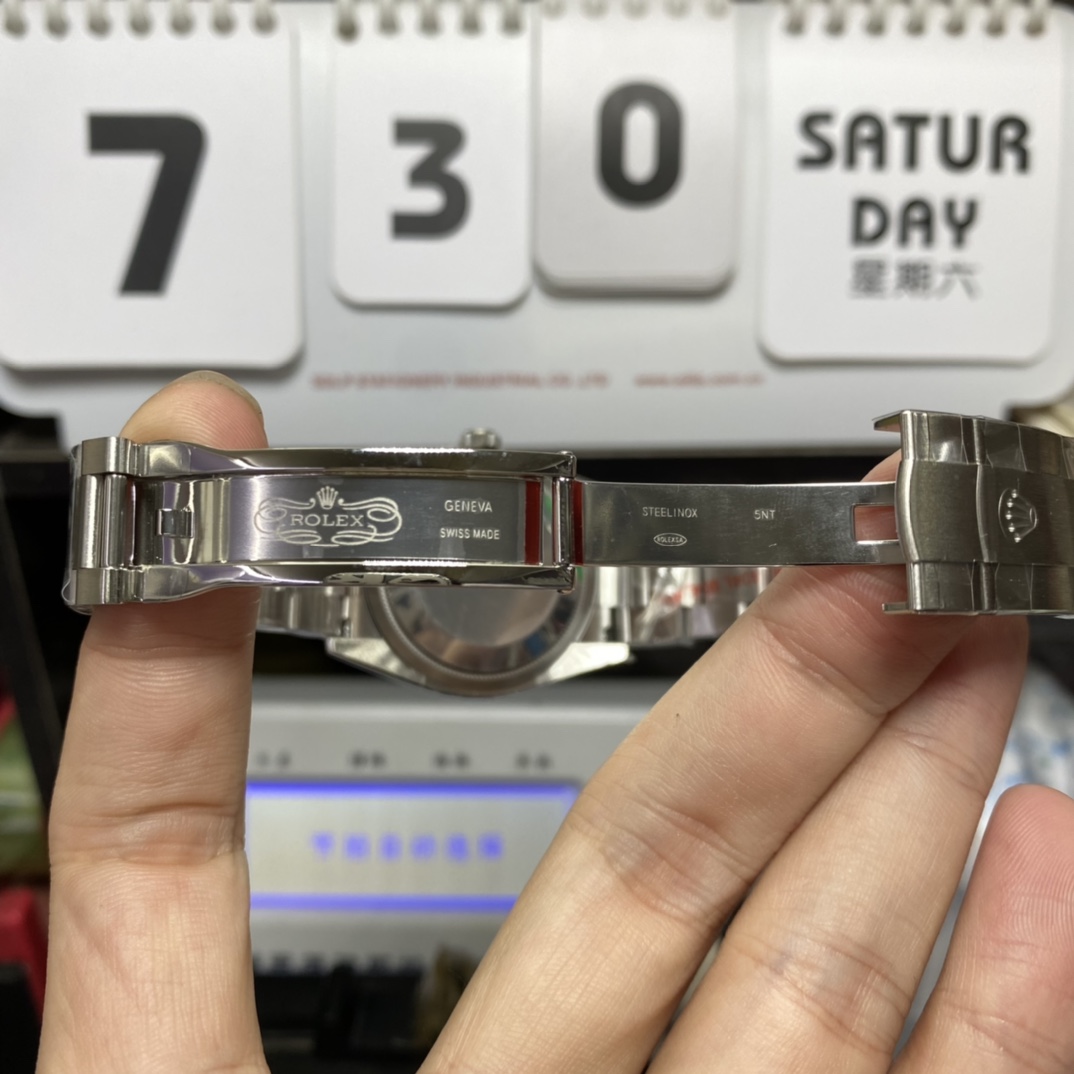 7
3
0
SATUR
DAY
星期六
ROLEX
GENEVA
SWISS MADE
STEELINOX
5NT